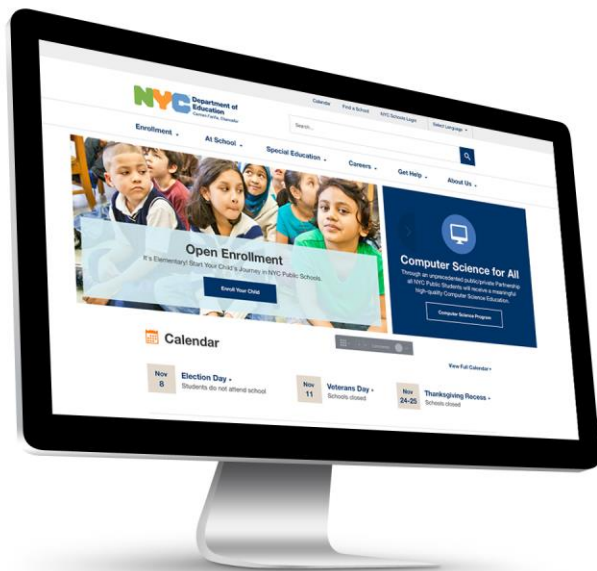 Calendar
Find a School
NYC Schools Login
Select Language
NYC
Department of
Education
Carmen Fariña, Chancellor
Search...
Enrollment
At School
Special Education
Careers
Get Help
About Us
Open Enrollment
It's Elementary! Start Your Child's Journey in NYC Public Schools.
Enroll Your Child
Computer Science for All
Through an unprecedented public/private Partnership
all NYC Public Students will receive a meaningful
high-quality Computer Science Education.
Computer Science Program
Calendar
View Full Calendar
Nov
8
Election Day
Students do not attend school
Nov
11
Veterans Day
Schools closed
Nov
24-25
Thanksgiving Recess
Schools closed